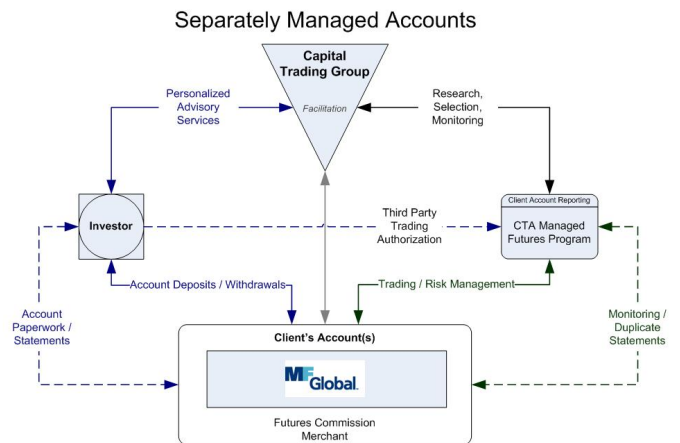 Separately Managed Accounts
Capital
Trading Group
Facilitation
Personalized
Advisory
Services
Research,
Selection,
Monitoring
Investor
Third Party
Trading
Authorization
Client Account Reporting
CTA Managed
Futures Program
Account Deposits / Withdrawals
Trading / Risk Management
Account
Paperwork /
Statements
Monitoring /
Duplicate
Statements
Client's Account(s)
MF Global
Futures Commission
Merchant